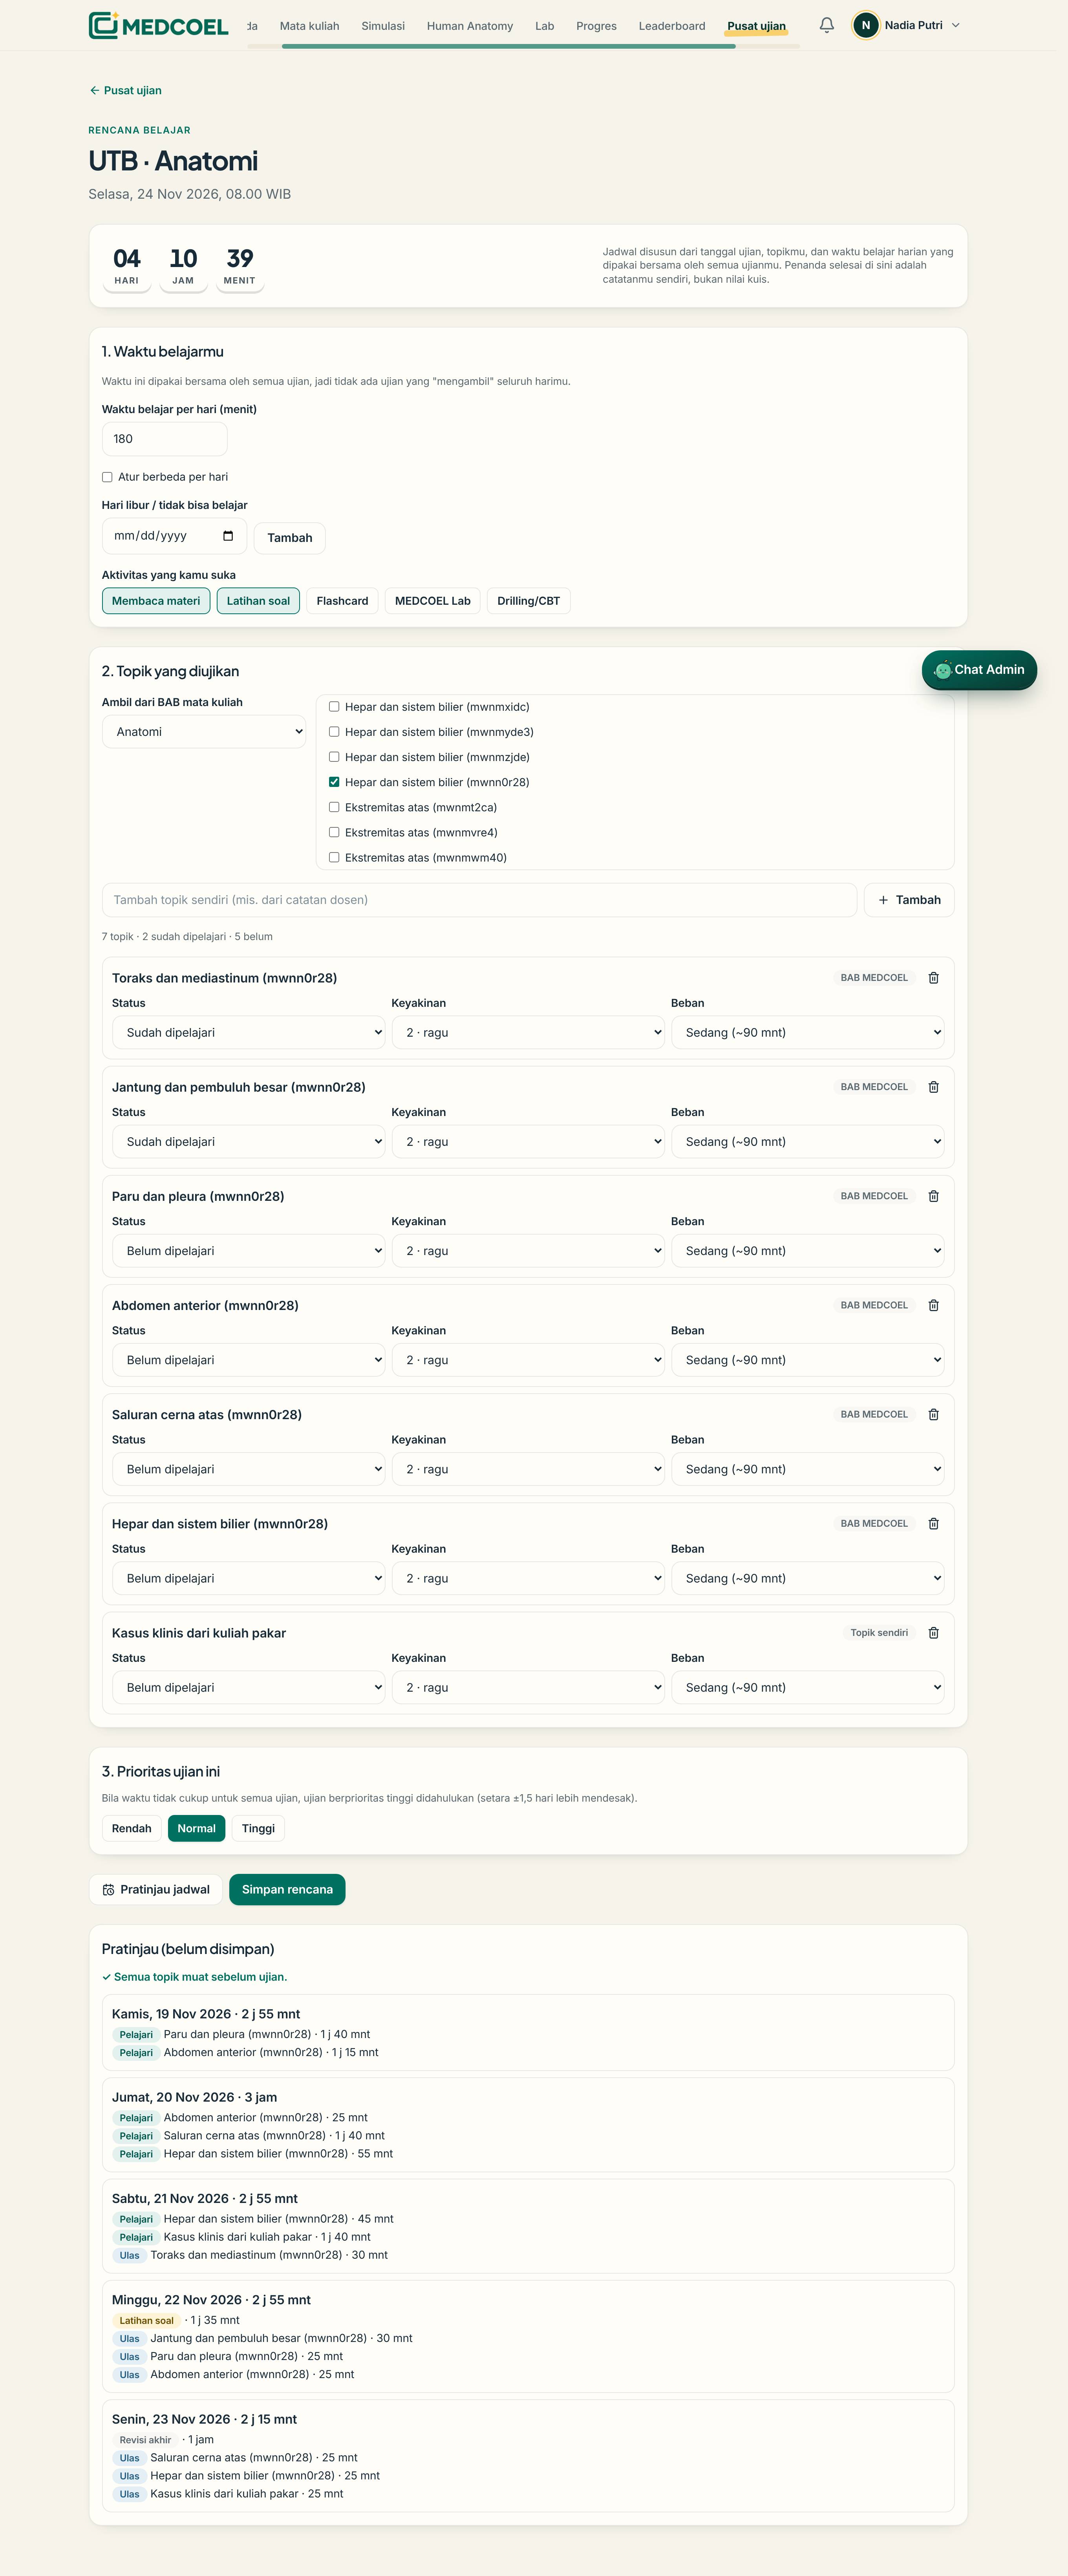 MEDCOEL
da
Mata kuliah
Simulasi
Human Anatomy
Lab
Progres
Leaderboard
Pusat ujian
N
Nadia Putri
← Pusat ujian
RENCANA BELAJAR
UTB · Anatomi
Selasa, 24 Nov 2026, 08.00 WIB
04 10 39
HARI JAM MENIT
Jadwal disusun dari tanggal ujian, topikmu, dan waktu belajar harian yang
dipakai bersama oleh semua ujianmu. Penanda selesai di sini adalah
catatanmu sendiri, bukan nilai kuis.
1. Waktu belajarmu
Waktu ini dipakai bersama oleh semua ujian, jadi tidak ada ujian yang "mengambil" seluruh harimu.
Waktu belajar per hari (menit)
180
Atur berbeda per hari
Hari libur / tidak bisa belajar
mm/dd/yyyy
Tambah
Aktivitas yang kamu suka
Membaca materi
Latihan soal
Flashcard
MEDCOEL Lab
Drilling/CBT
Chat Admin
2. Topik yang diujikan
Ambil dari BAB mata kuliah
Anatomi
Hepar dan sistem bilier (mwnmxidc)
Hepar dan sistem bilier (mwnmyde3)
Hepar dan sistem bilier (mwnmzjde)
Hepar dan sistem bilier (mwnn0r28)
Ekstremitas atas (mwnmt2ca)
Ekstremitas atas (mwnmvre4)
Ekstremitas atas (mwnmwm40)
Tambah topik sendiri (mis. dari catatan dosen)
+ Tambah
7 topik · 2 sudah dipelajari · 5 belum
Toraks dan mediastinum (mwnn0r28)
BAB MEDCOEL
Status Keyakinan Beban
Sudah dipelajari 2 · ragu Sedang (~90 mnt)
Jantung dan pembuluh besar (mwnn0r28)
BAB MEDCOEL
Status Keyakinan Beban
Sudah dipelajari 2 · ragu Sedang (~90 mnt)
Paru dan pleura (mwnn0r28)
BAB MEDCOEL
Status Keyakinan Beban
Belum dipelajari 2 · ragu Sedang (~90 mnt)
Abdomen anterior (mwnn0r28)
BAB MEDCOEL
Status Keyakinan Beban
Belum dipelajari 2 · ragu Sedang (~90 mnt)
Saluran cerna atas (mwnn0r28)
BAB MEDCOEL
Status Keyakinan Beban
Belum dipelajari 2 · ragu Sedang (~90 mnt)
Hepar dan sistem bilier (mwnn0r28)
BAB MEDCOEL
Status Keyakinan Beban
Belum dipelajari 2 · ragu Sedang (~90 mnt)
Kasus klinis dari kuliah pakar
Topik sendiri
Status Keyakinan Beban
Belum dipelajari 2 · ragu Sedang (~90 mnt)
3. Prioritas ujian ini
Bila waktu tidak cukup untuk semua ujian, ujian berprioritas tinggi didahulukan (setara ±1,5 hari lebih mendesak).
Rendah
Normal
Tinggi
Pratinjau jadwal
Simpan rencana
Pratinjau (belum disimpan)
✓ Semua topik muat sebelum ujian.
Kamis, 19 Nov 2026 · 2 j 55 mnt
Pelajari Paru dan pleura (mwnn0r28) · 1 j 40 mnt
Pelajari Abdomen anterior (mwnn0r28) · 1 j 15 mnt
Jumat, 20 Nov 2026 · 3 jam
Pelajari Abdomen anterior (mwnn0r28) · 25 mnt
Pelajari Saluran cerna atas (mwnn0r28) · 1 j 40 mnt
Pelajari Hepar dan sistem bilier (mwnn0r28) · 55 mnt
Sabtu, 21 Nov 2026 · 2 j 55 mnt
Pelajari Hepar dan sistem bilier (mwnn0r28) · 45 mnt
Pelajari Kasus klinis dari kuliah pakar · 1 j 40 mnt
Ulas Toraks dan mediastinum (mwnn0r28) · 30 mnt
Minggu, 22 Nov 2026 · 2 j 55 mnt
Latihan soal · 1 j 35 mnt
Ulas Jantung dan pembuluh besar (mwnn0r28) · 30 mnt
Ulas Paru dan pleura (mwnn0r28) · 25 mnt
Ulas Abdomen anterior (mwnn0r28) · 25 mnt
Senin, 23 Nov 2026 · 2 j 15 mnt
Revisi akhir · 1 jam
Ulas Saluran cerna atas (mwnn0r28) · 25 mnt
Ulas Hepar dan sistem bilier (mwnn0r28) · 25 mnt
Ulas Kasus klinis dari kuliah pakar · 25 mnt